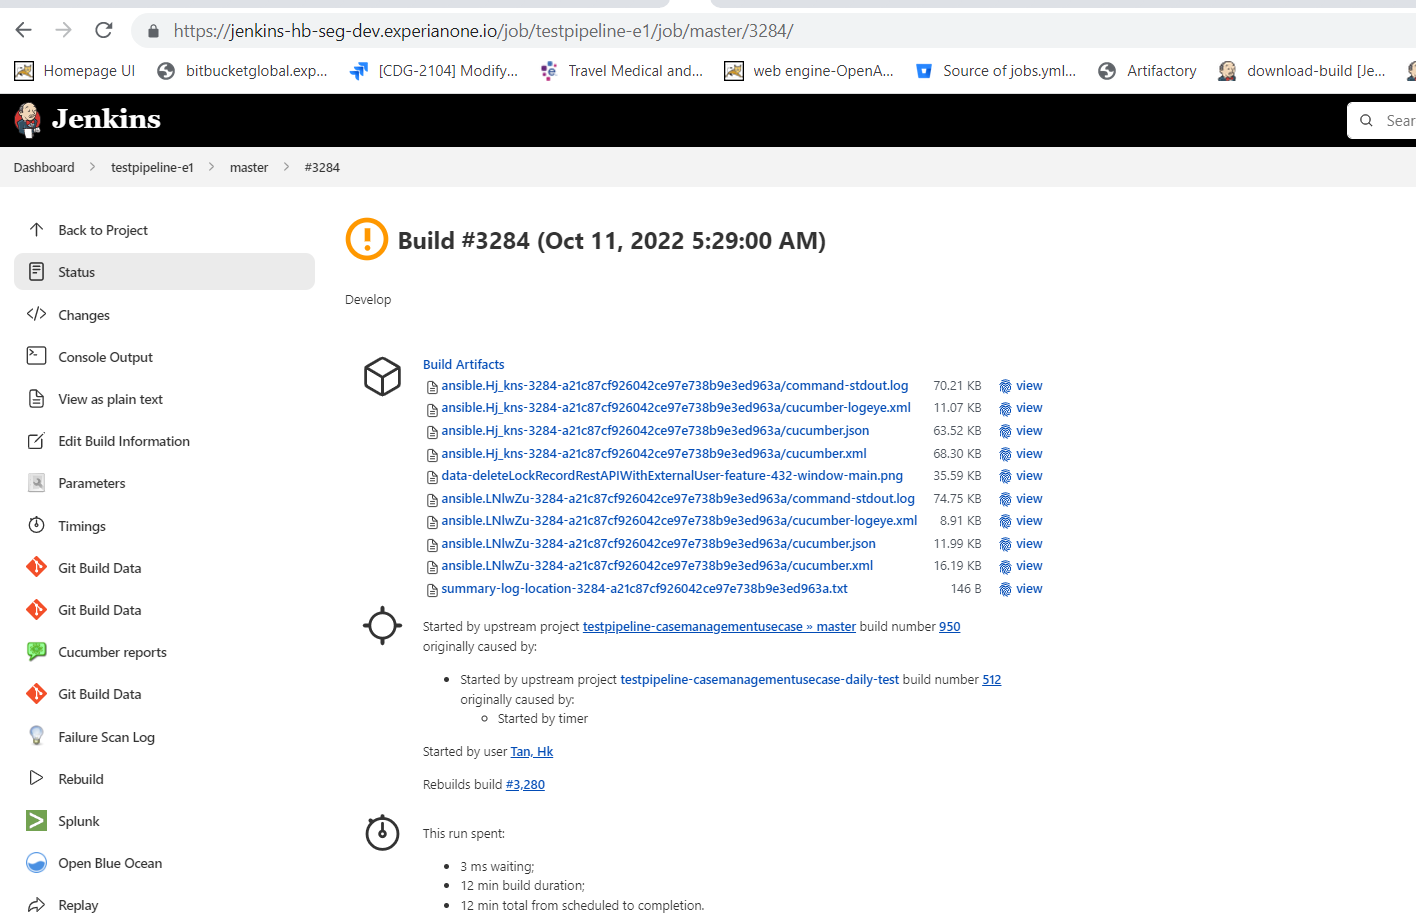 https://jenkins-hb-seg-dev.experianone.io/job/testpipeline-e1/job/master/3284/
Homepage UI bitbucketglobal.exp... [CDG-2104] Modify... Travel Medical and... web engine-OpenA... Source of jobs.yml... Artifactory download-build [Je...
Jenkins Sear
Dashboard testpipeline-e1 master #3284
Back to Project
Status
Changes
Console Output
View as plain text
Edit Build Information
Parameters
Timings
Git Build Data
Git Build Data
Cucumber reports
Git Build Data
Failure Scan Log
Rebuild
Splunk
Open Blue Ocean
Replay
Build #3284 (Oct 11, 2022 5:29:00 AM)
Develop
Build Artifacts
ansible.Hj_kns-3284-a21c87cf926042ce97e738b9e3ed963a/command-stdout.log 70.21 KB view
ansible.Hj_kns-3284-a21c87cf926042ce97e738b9e3ed963a/cucumber-logeye.xml 11.07 KB view
ansible.Hj_kns-3284-a21c87cf926042ce97e738b9e3ed963a/cucumber.json 63.52 KB view
ansible.Hj_kns-3284-a21c87cf926042ce97e738b9e3ed963a/cucumber.xml 68.30 KB view
data-deleteLockRecordRestAPIWithExternalUser-feature-432-window-main.png 35.59 KB view
ansible.LNlwZu-3284-a21c87cf926042ce97e738b9e3ed963a/command-stdout.log 74.75 KB view
ansible.LNlwZu-3284-a21c87cf926042ce97e738b9e3ed963a/cucumber-logeye.xml 8.91 KB view
ansible.LNlwZu-3284-a21c87cf926042ce97e738b9e3ed963a/cucumber.json 11.99 KB view
ansible.LNlwZu-3284-a21c87cf926042ce97e738b9e3ed963a/cucumber.xml 16.19 KB view
summary-log-location-3284-a21c87cf926042ce97e738b9e3ed963a.txt 146 B view
Started by upstream project testpipeline-casemanagementusecase » master build number 950
originally caused by:
Started by upstream project testpipeline-casemanagementusecase-daily-test build number 512
originally caused by:
Started by timer
Started by user Tan, Hk
Rebuilds build #3,280
This run spent:
3 ms waiting;
12 min build duration;
12 min total from scheduled to completion.